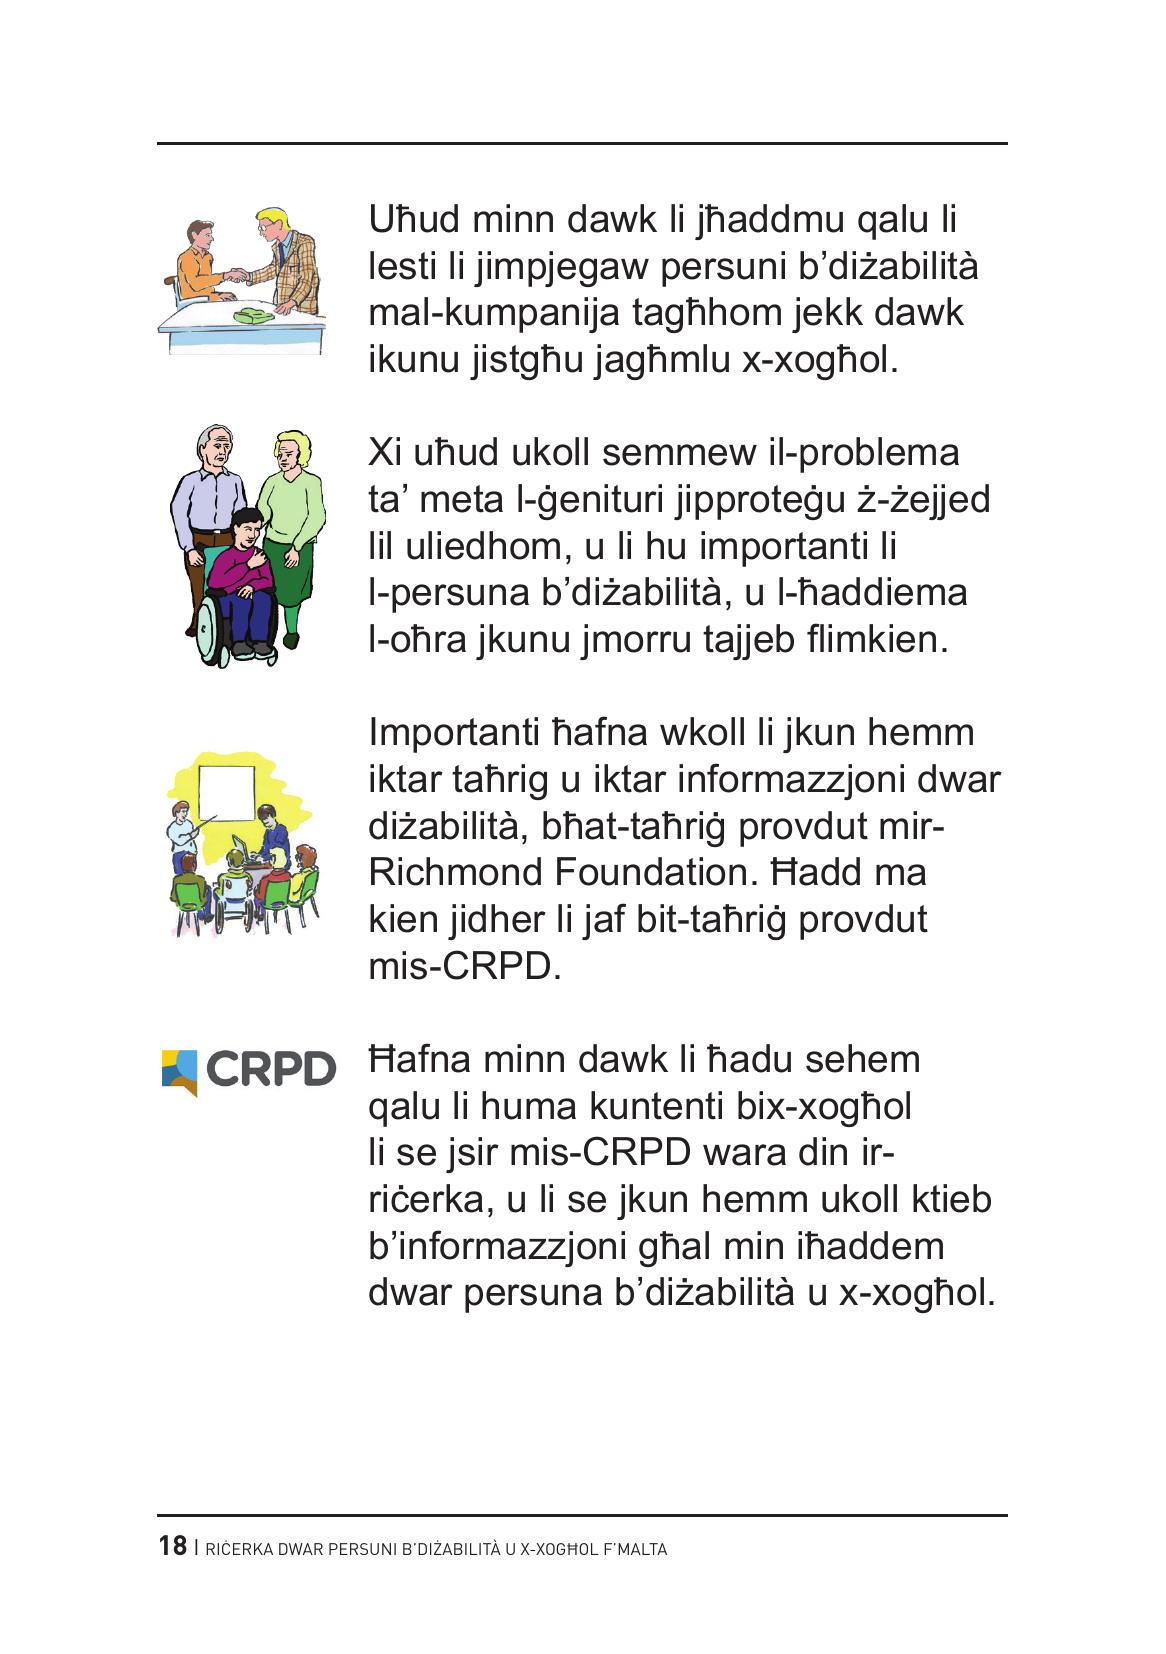 Uħud minn dawk li jħaddmu qalu li
lesti li jimpjegaw persuni b’diżabilità
mal-kumpanija tagħhom jekk dawk
ikunu jistgħu jagħmlu x-xogħol.
Xi uħud ukoll semmew il-problema
ta’ meta l-ġenituri jipproteġu ż-żejjed
lil uliedhom, u li hu importanti li
l-persuna b’diżabilità, u l-ħaddiema
l-oħra jkunu jmorru tajjeb flimkien.
Importanti ħafna wkoll li jkun hemm
iktar taħrig u iktar informazzjoni dwar
diżabilità, bħat-taħriġ provdut mir-
Richmond Foundation. Ħadd ma
kien jidher li jaf bit-taħriġ provdut
mis-CRPD.
CRPD
Ħafna minn dawk li ħadu sehem
qalu li huma kuntenti bix-xogħol
li se jsir mis-CRPD wara din ir-
riċerka, u li se jkun hemm ukoll ktieb
b’informazzjoni għal min iħaddem
dwar persuna b’diżabilità u x-xogħol.
18 | RIĊERKA DWAR PERSUNI B’DIŻABILITÀ U X-XOGĦOL F’MALTA